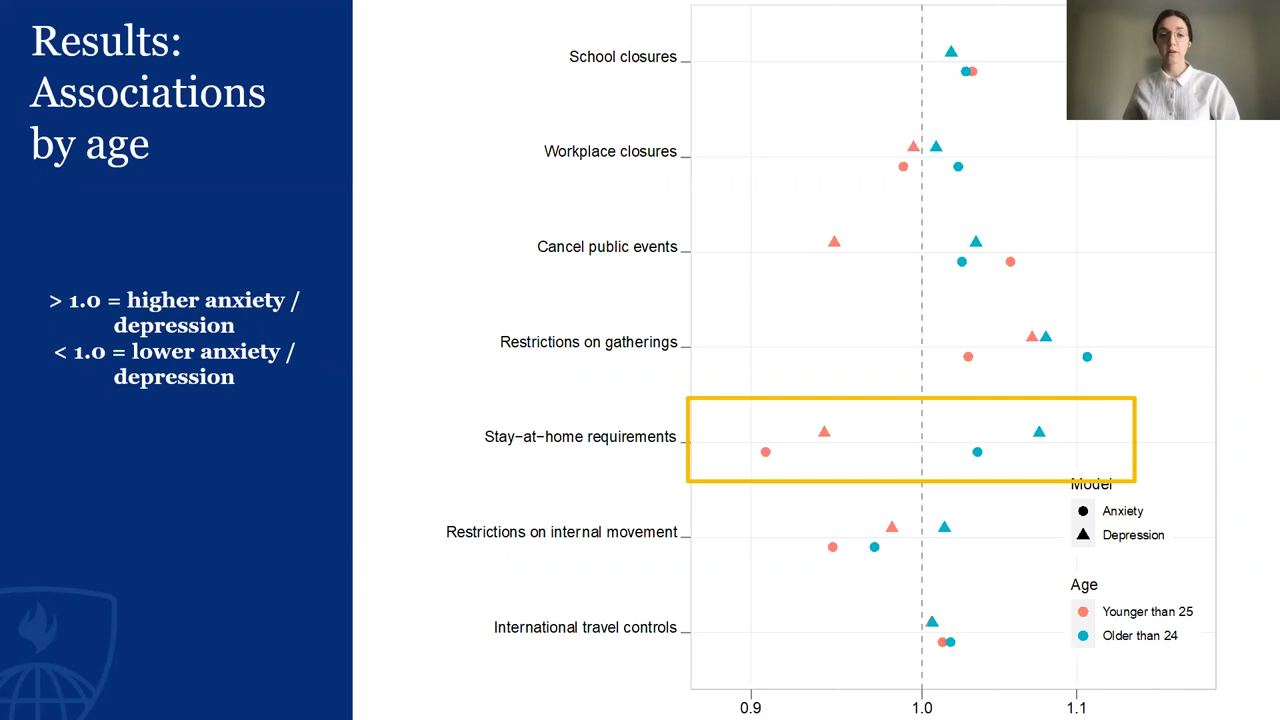 Results:
Associations
by age
> 1.0 = higher anxiety /
depression
< 1.0 = lower anxiety /
depression
School closures
Workplace closures
Cancel public events
Restrictions on gatherings
Stay−at−home requirements
Restrictions on internal movement
International travel controls
Model
Anxiety
Depression
Age
Younger than 25
Older than 24
0.9
1.0
1.1